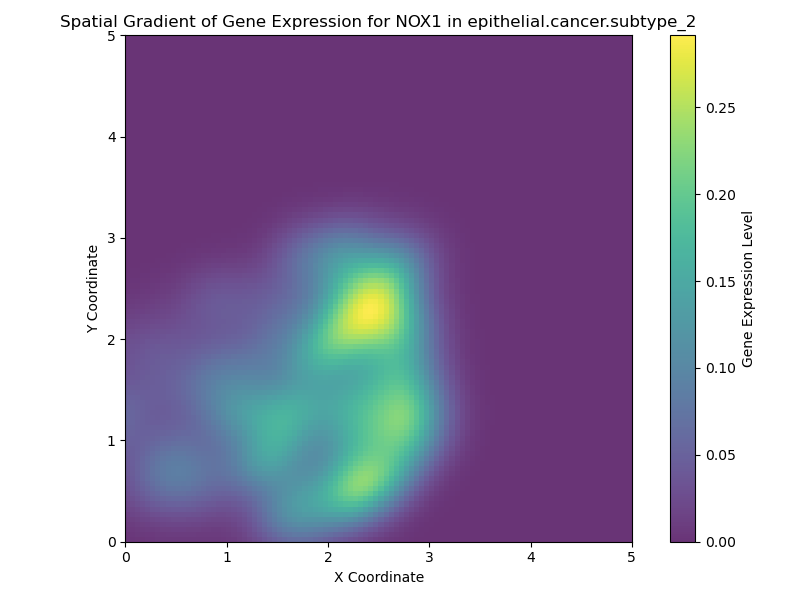 Spatial Gradient of Gene Expression for NOX1 in epithelial.cancer.subtype_2
5
4
3
2
1
0
Y Coordinate
0 1 2 3 4 5
X Coordinate
0.25
0.20
0.15
0.10
0.05
0.00
Gene Expression Level